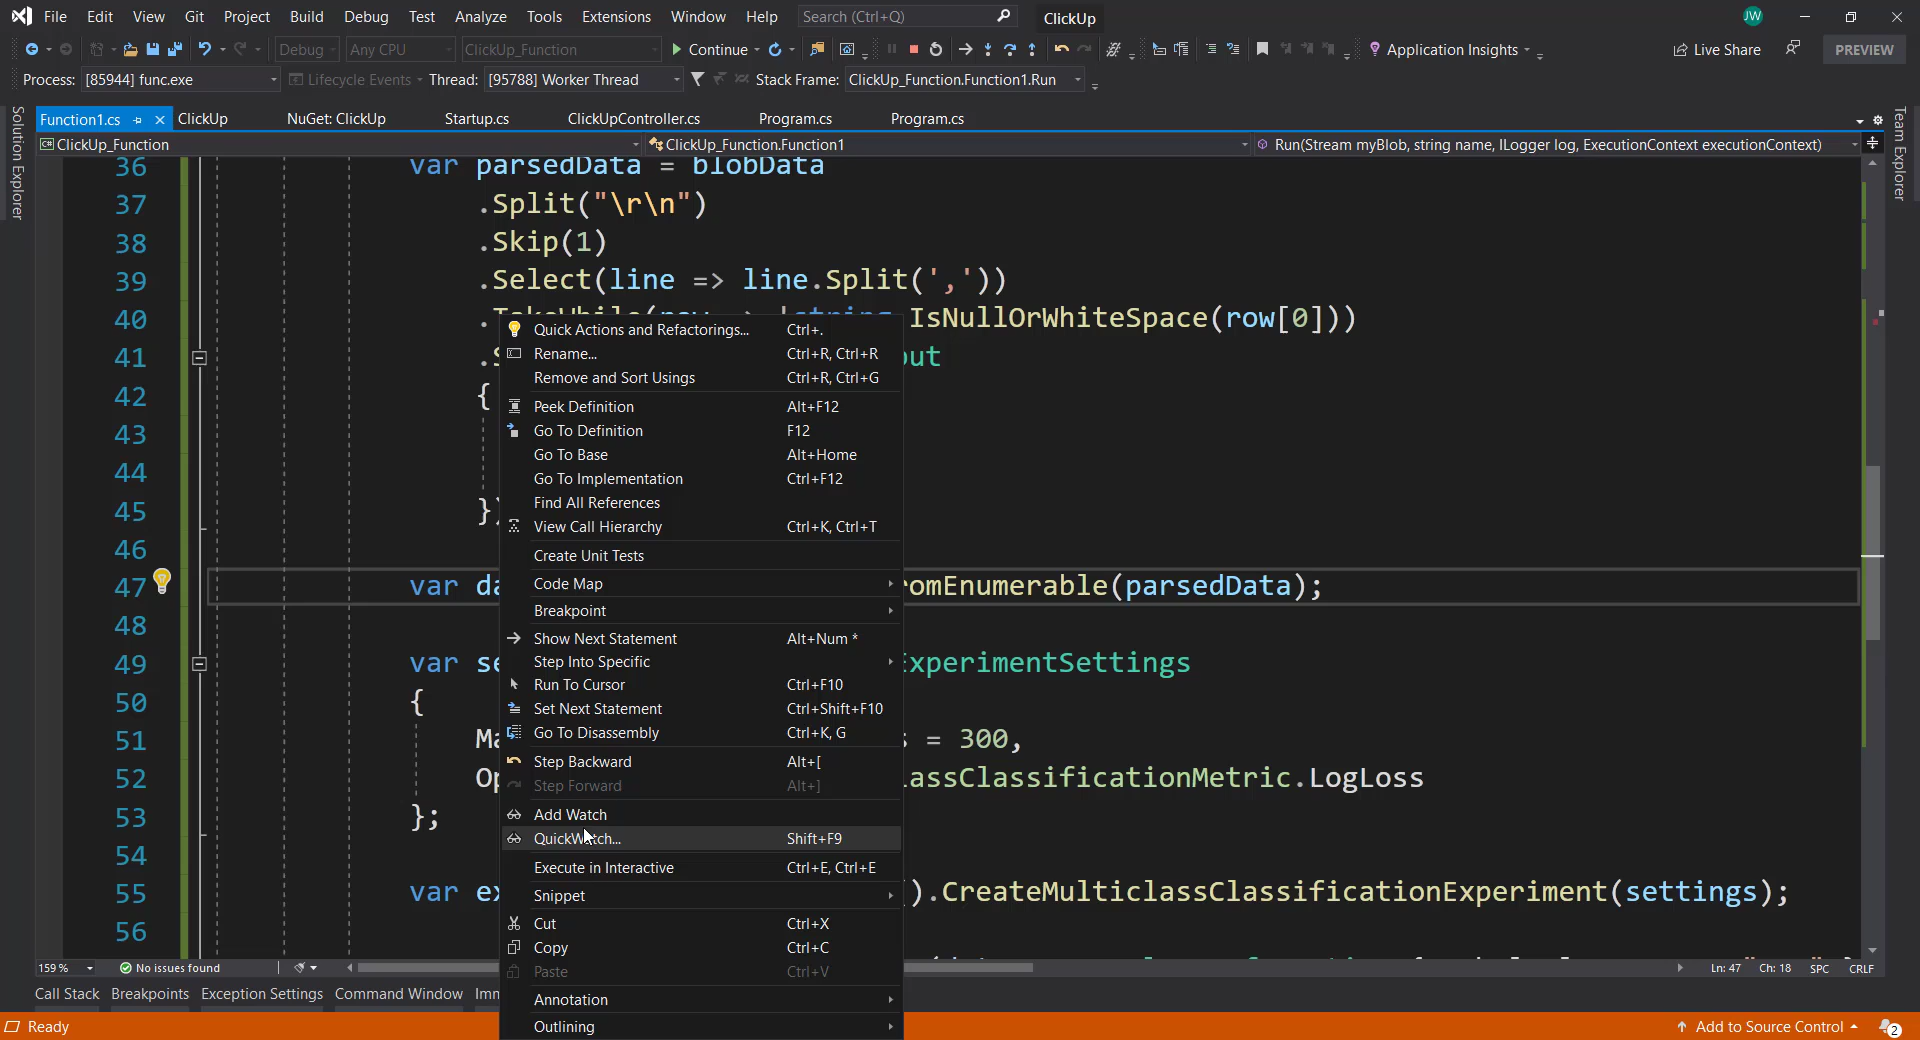 File Edit View Git Project Build Debug Test Analyze Tools Extensions Window Help Search (Ctrl+Q) ClickUp JW
Debug Any CPU ClickUp_Function Continue Application Insights Live Share PREVIEW
Process: [85944] func.exe Lifecycle Events Thread: [95788] Worker Thread Stack Frame: ClickUp_Function.Function1.Run
Function1.cs ClickUp NuGet: ClickUp Startup.cs ClickUpController.cs Program.cs Program.cs
ClickUp_Function ClickUp_Function.Function1 Run(Stream myBlob, string name, ILogger log, ExecutionContext executionContext)
Solution Explorer
Team Explorer
36 var parsedData = blobData
37 .Split("\r\n")
38 .Skip(1)
39 .Select(line => line.Split(','))
40 IsNullOrWhiteSpace(row[0]))
41 put
42 {
43
44
45 }
46
47 var da romEnumerable(parsedData);
48
49 var se ExperimentSettings
50 {
51 Ma = 300,
52 Op assClassificationMetric.LogLoss
53 };
54
55 var ex ().CreateMulticlassClassificationExperiment(settings);
56
Quick Actions and Refactorings... Ctrl+.
Rename... Ctrl+R, Ctrl+R
Remove and Sort Usings Ctrl+R, Ctrl+G
Peek Definition Alt+F12
Go To Definition F12
Go To Base Alt+Home
Go To Implementation Ctrl+F12
Find All References
View Call Hierarchy Ctrl+K, Ctrl+T
Create Unit Tests
Code Map
Breakpoint
Show Next Statement Alt+Num *
Step Into Specific
Run To Cursor Ctrl+F10
Set Next Statement Ctrl+Shift+F10
Go To Disassembly Ctrl+K, G
Step Backward Alt+[
Step Forward Alt+]
Add Watch
QuickWatch... Shift+F9
Execute in Interactive Ctrl+E, Ctrl+E
Snippet
Cut Ctrl+X
Copy Ctrl+C
Paste Ctrl+V
Annotation
Outlining
159 % No issues found Ln: 47 Ch: 18 SPC CRLF
Call Stack Breakpoints Exception Settings Command Window Imm
Ready Add to Source Control 2